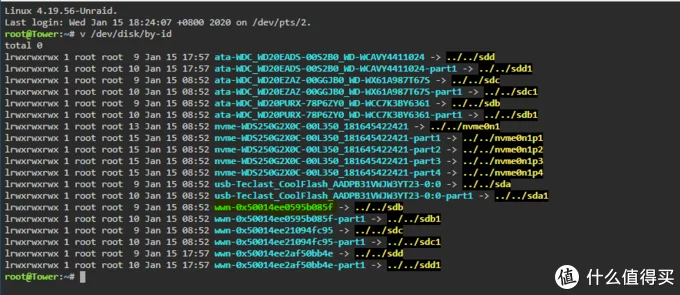 Linux 4.19.56-Unraid.
Last login: Wed Jan 15 18:24:07 +0800 2020 on /dev/pts/2.
root@Tower:~# v /dev/disk/by-id
total 0
lrwxrwxrwx 1 root root 9 Jan 15 17:57 ata-WDC_WD20EADS-00S2B0_WD-WCAVY4411024 -> ../../sdd
lrwxrwxrwx 1 root root 10 Jan 15 17:57 ata-WDC_WD20EADS-00S2B0_WD-WCAVY4411024-part1 -> ../../sdd1
lrwxrwxrwx 1 root root 9 Jan 15 08:52 ata-WDC_WD20EZAZ-00GGJB0_WD-WX61A987T675 -> ../../sdc
lrwxrwxrwx 1 root root 10 Jan 15 08:52 ata-WDC_WD20EZAZ-00GGJB0_WD-WX61A987T675-part1 -> ../../sdc1
lrwxrwxrwx 1 root root 9 Jan 15 08:52 ata-WDC_WD20PURX-78P6ZY0_WD-WCC7K3BY6361 -> ../../sdb
lrwxrwxrwx 1 root root 10 Jan 15 08:52 ata-WDC_WD20PURX-78P6ZY0_WD-WCC7K3BY6361-part1 -> ../../sdb1
lrwxrwxrwx 1 root root 13 Jan 15 08:52 nvme-WDS250G2X0C-00L350_181645422421 -> ../../nvme0n1
lrwxrwxrwx 1 root root 15 Jan 15 08:52 nvme-WDS250G2X0C-00L350_181645422421-part1 -> ../../nvme0n1p1
lrwxrwxrwx 1 root root 15 Jan 15 08:52 nvme-WDS250G2X0C-00L350_181645422421-part2 -> ../../nvme0n1p2
lrwxrwxrwx 1 root root 15 Jan 15 08:52 nvme-WDS250G2X0C-00L350_181645422421-part3 -> ../../nvme0n1p3
lrwxrwxrwx 1 root root 15 Jan 15 08:52 nvme-WDS250G2X0C-00L350_181645422421-part4 -> ../../nvme0n1p4
lrwxrwxrwx 1 root root 9 Jan 15 08:52 usb-Teclast_CoolFlash_AADPB31VWJW3YT23-0:0 -> ../../sda
lrwxrwxrwx 1 root root 10 Jan 15 08:52 usb-Teclast_CoolFlash_AADPB31VWJW3YT23-0:0-part1 -> ../../sda1
lrwxrwxrwx 1 root root 9 Jan 15 08:52 wwn-0x50014ee0595b085f -> ../../sdb
lrwxrwxrwx 1 root root 10 Jan 15 08:52 wwn-0x50014ee0595b085f-part1 -> ../../sdb1
lrwxrwxrwx 1 root root 9 Jan 15 08:52 wwn-0x50014ee21094fc95 -> ../../sdc
lrwxrwxrwx 1 root root 10 Jan 15 08:52 wwn-0x50014ee21094fc95-part1 -> ../../sdc1
lrwxrwxrwx 1 root root 9 Jan 15 17:57 wwn-0x50014ee2af50bb4e -> ../../sdd
lrwxrwxrwx 1 root root 10 Jan 15 17:57 wwn-0x50014ee2af50bb4e-part1 -> ../../sdd1
root@Tower:~#
值 什么值得买